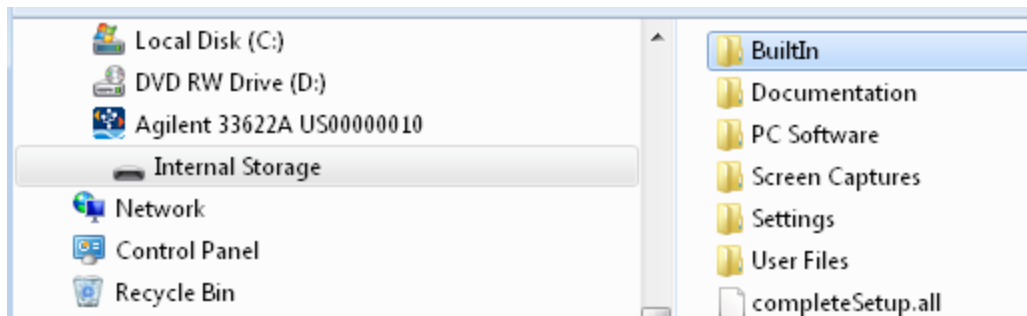 Local Disk (C:)
DVD RW Drive (D:)
Agilent 33622A US00000010
Internal Storage
Network
Control Panel
Recycle Bin
BuiltIn
Documentation
PC Software
Screen Captures
Settings
User Files
completeSetup.all